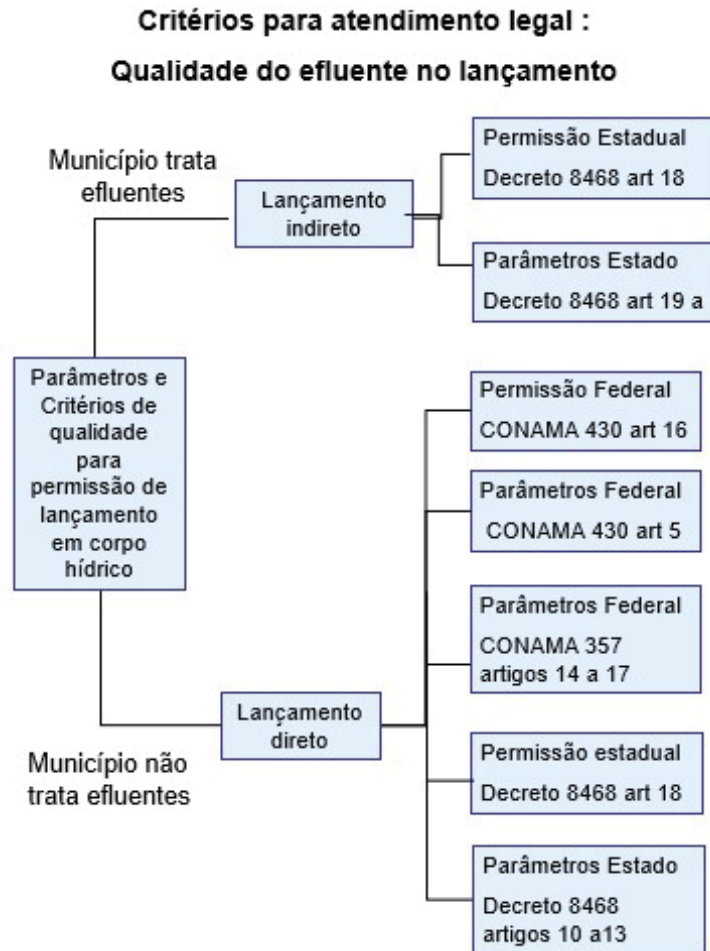 Critérios para atendimento legal :
Qualidade do efluente no lançamento
Município trata
efluentes
Lançamento
indireto
Permissão Estadual
Decreto 8468 art 18
Parâmetros Estado
Decreto 8468 art 19 a
Parâmetros e
Critérios de
qualidade
para
permissão de
lançamento
em corpo
hídrico
Permissão Federal
CONAMA 430 art 16
Parâmetros Federal
CONAMA 430 art 5
Parâmetros Federal
CONAMA 357
artigos 14 a 17
Lançamento
direto
Município não
trata efluentes
Permissão estadual
Decreto 8468 art 18
Parâmetros Estado
Decreto 8468
artigos 10 a13